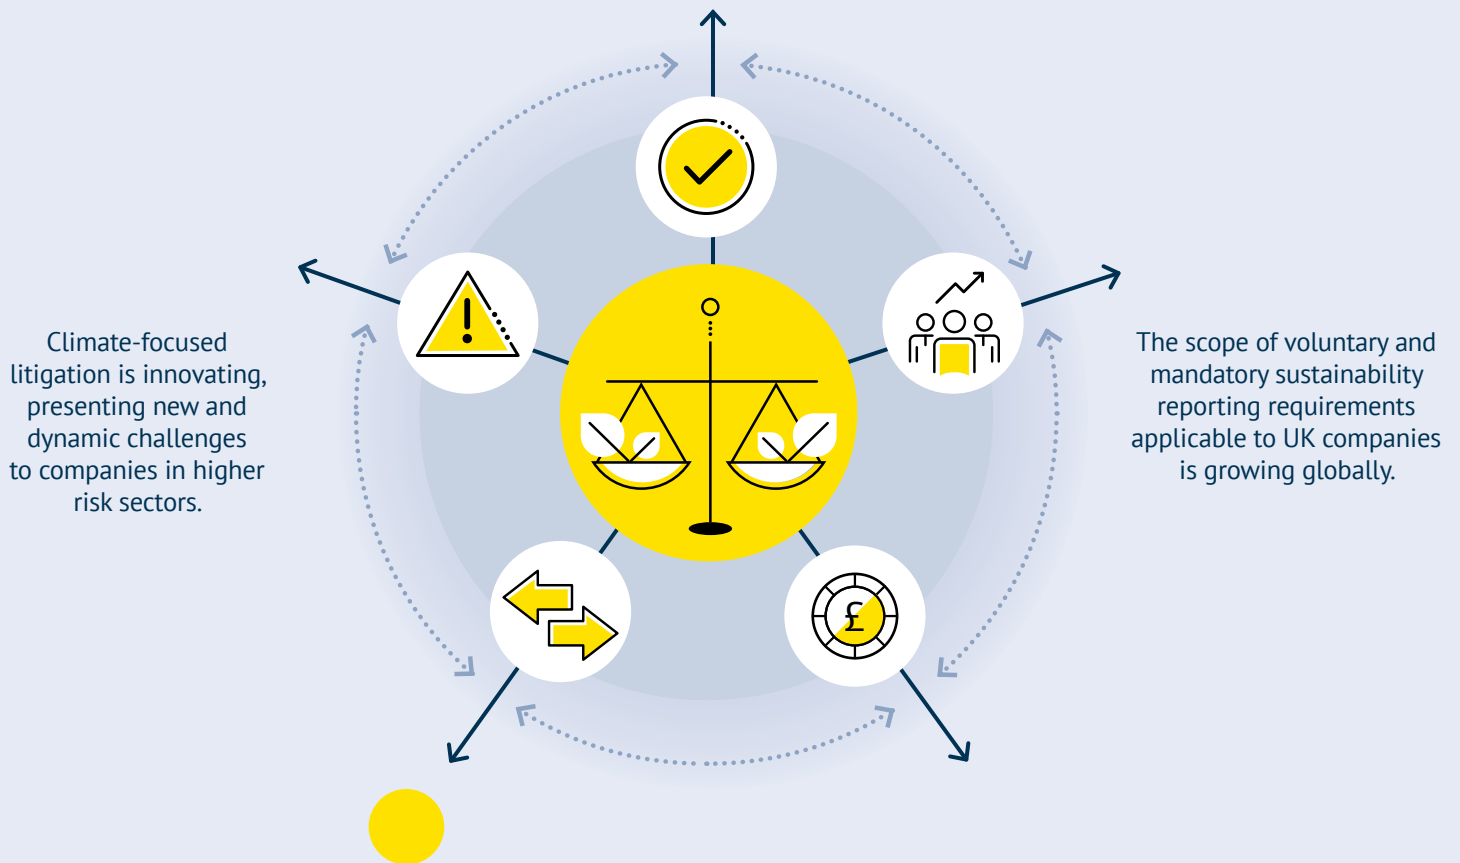 Climate-focused
litigation is innovating,
presenting new and
dynamic challenges
to companies in higher
risk sectors.
The scope of voluntary and
mandatory sustainability
reporting requirements
applicable to UK companies
is growing globally.
£